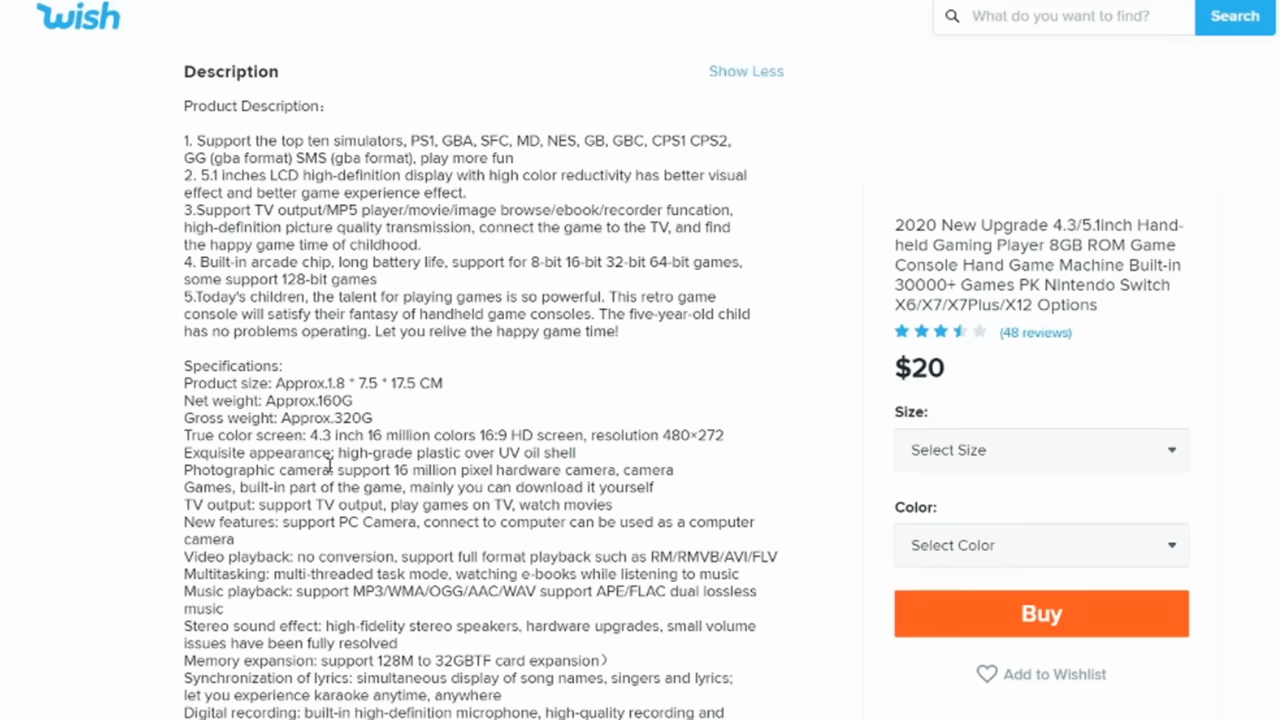 wish
What do you want to find?
Search
Description
Show Less
Product Description：
1. Support the top ten simulators, PS1, GBA, SFC, MD, NES, GB, GBC, CPS1 CPS2,
GG (gba format) SMS (gba format), play more fun
2. 5.1 inches LCD high-definition display with high color reductivity has better visual
effect and better game experience effect.
3.Support TV output/MP5 player/movie/image browse/ebook/recorder funcation,
high-definition picture quality transmission, connect the game to the TV, and find
the happy game time of childhood.
4. Built-in arcade chip, long battery life, support for 8-bit 16-bit 32-bit 64-bit games,
some support 128-bit games
5.Today's children, the talent for playing games is so powerful. This retro game
console will satisfy their fantasy of handheld game consoles. The five-year-old child
has no problems operating. Let you relive the happy game time!
Specifications:
Product size: Approx.1.8 * 7.5 * 17.5 CM
Net weight: Approx.160G
Gross weight: Approx.320G
True color screen: 4.3 inch 16 million colors 16:9 HD screen, resolution 480×272
Exquisite appearance: high-grade plastic over UV oil shell
Photographic camera: support 16 million pixel hardware camera, camera
Games, built-in part of the game, mainly you can download it yourself
TV output: support TV output, play games on TV, watch movies
New features: support PC Camera, connect to computer can be used as a computer
camera
Video playback: no conversion, support full format playback such as RM/RMVB/AVI/FLV
Multitasking: multi-threaded task mode, watching e-books while listening to music
Music playback: support MP3/WMA/OGG/AAC/WAV support APE/FLAC dual lossless
music
Stereo sound effect: high-fidelity stereo speakers, hardware upgrades, small volume
issues have been fully resolved
Memory expansion: support 128M to 32GBTF card expansion）
Synchronization of lyrics: simultaneous display of song names, singers and lyrics;
let you experience karaoke anytime, anywhere
Digital recording: built-in high-definition microphone, high-quality recording and
2020 New Upgrade 4.3/5.1Inch Hand-
held Gaming Player 8GB ROM Game
Console Hand Game Machine Built-in
30000+ Games PK Nintendo Switch
X6/X7/X7Plus/X12 Options
(48 reviews)
$20
Size:
Select Size
Color:
Select Color
Buy
Add to Wishlist